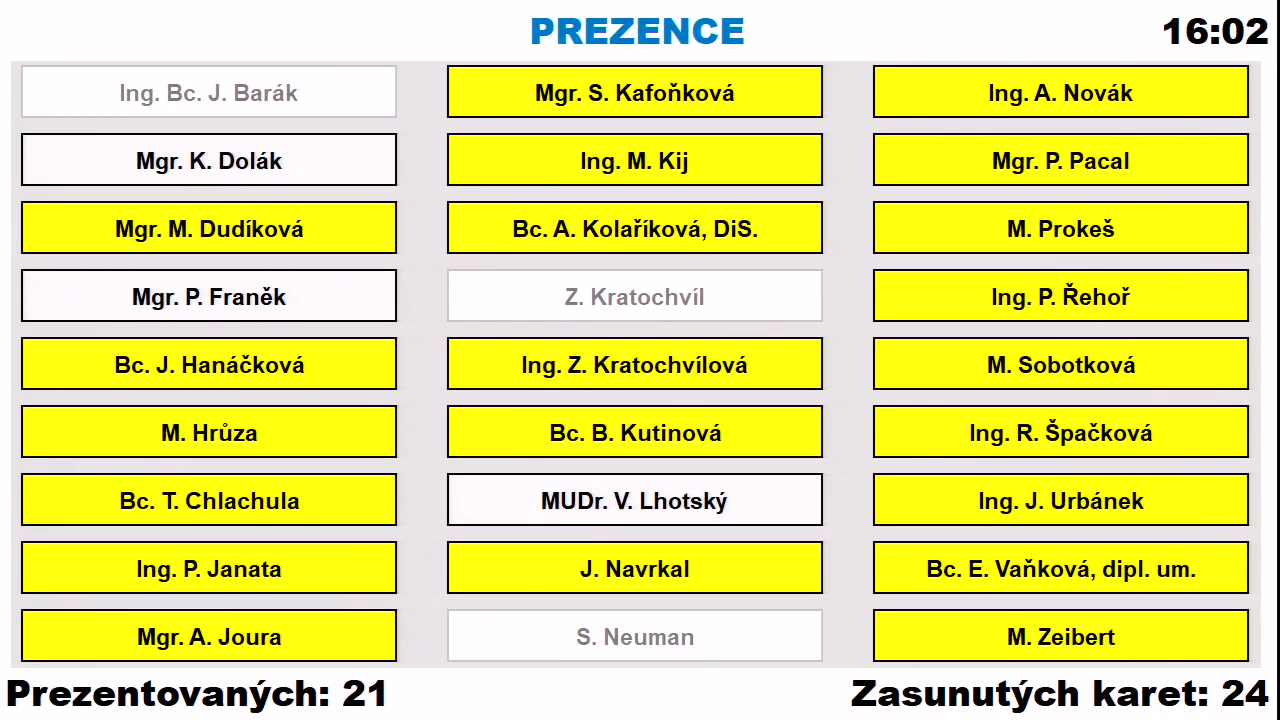 PREZENCE
16:02
Ing. Bc. J. Barák
Mgr. S. Kafoňková
Ing. A. Novák
Mgr. K. Dolák
Ing. M. Kij
Mgr. P. Pacal
Mgr. M. Dudíková
Bc. A. Kolaříková, DiS.
M. Prokeš
Mgr. P. Franěk
Z. Kratochvíl
Ing. P. Řehoř
Bc. J. Hanáčková
Ing. Z. Kratochvílová
M. Sobotková
M. Hrůza
Bc. B. Kutinová
Ing. R. Špačková
Bc. T. Chlachula
MUDr. V. Lhotský
Ing. J. Urbánek
Ing. P. Janata
J. Navrkal
Bc. E. Vaňková, dipl. um.
Mgr. A. Joura
S. Neuman
M. Zeibert
Prezentovaných: 21
Zasunutých karet: 24